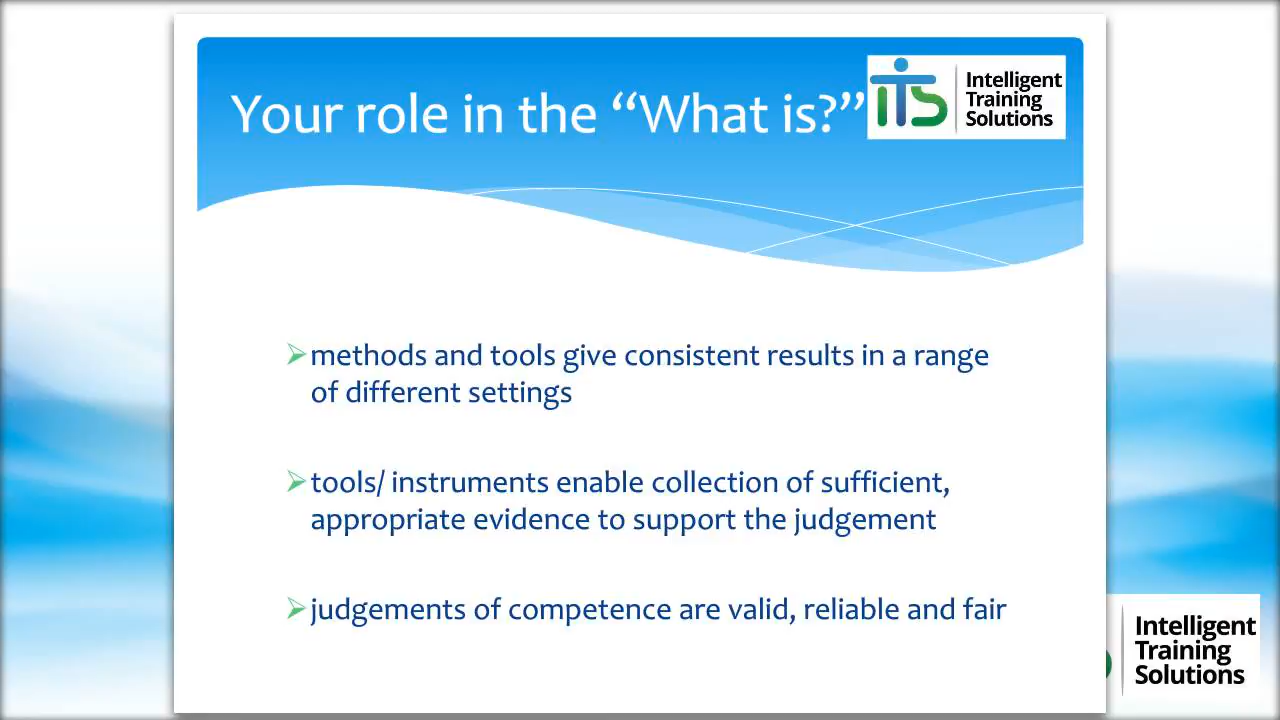 Your role in the “What is?”
iTS
Intelligent
Training
Solutions
methods and tools give consistent results in a range
of different settings
tools/ instruments enable collection of sufficient,
appropriate evidence to support the judgement
judgements of competence are valid, reliable and fair
Intelligent
Training
Solutions